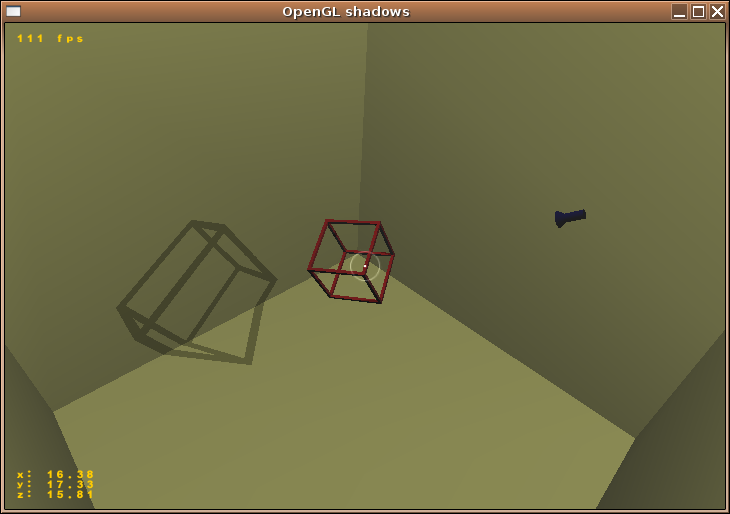 OpenGL shadows
111 fps
x: 16.38
y: 17.33
z: 15.81